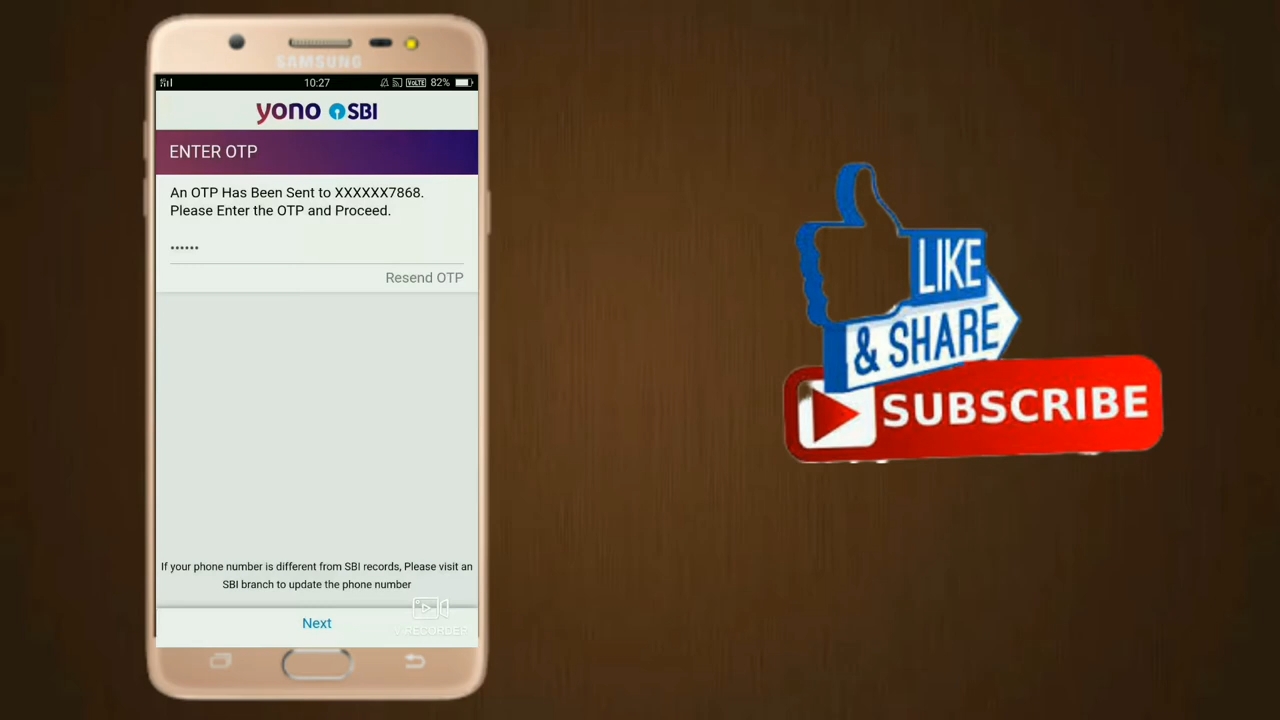 SAMSUNG
10:27
VoLTE 82%
yono SBI
ENTER OTP
An OTP Has Been Sent to XXXXXX7868.
Please Enter the OTP and Proceed.
••••••
Resend OTP
If your phone number is different from SBI records, Please visit an
SBI branch to update the phone number
Next
V RECORDER
LIKE
& SHARE
SUBSCRIBE